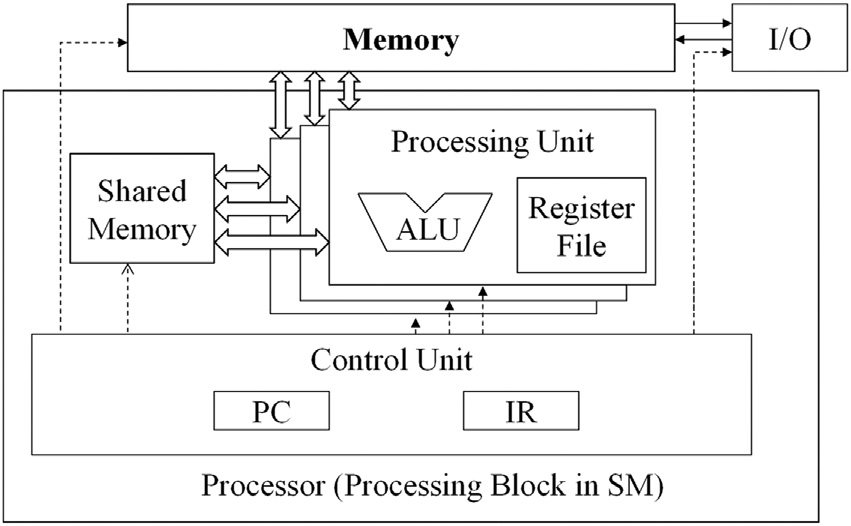 Memory
I/O
Processing Unit
Shared
Memory
ALU
Register
File
Control Unit
PC
IR
Processor (Processing Block in SM)